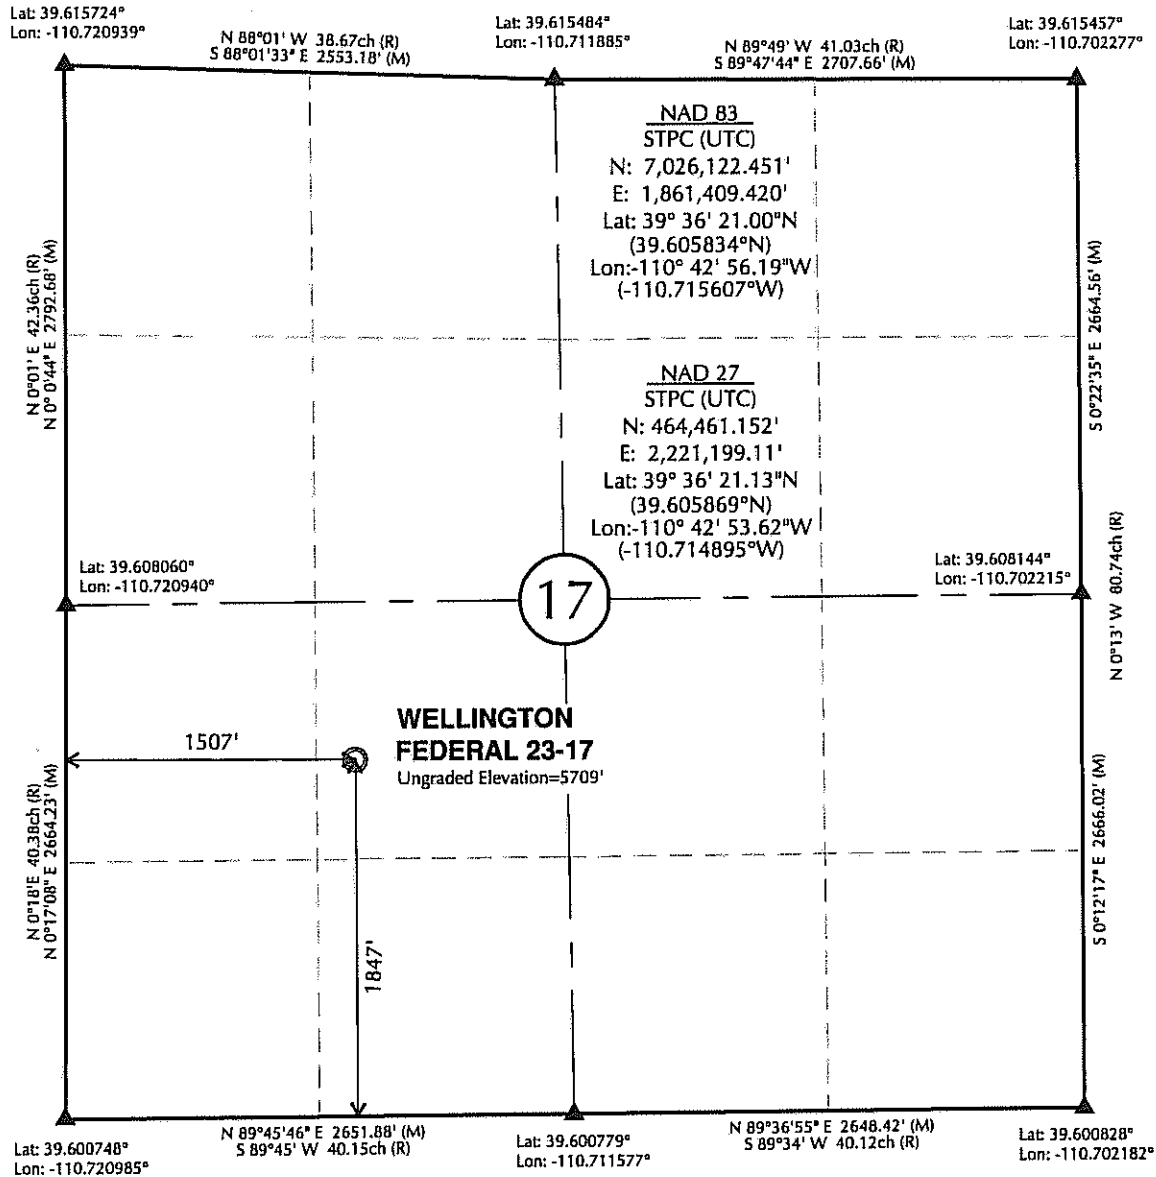 Lat: 39.615724°
Lon: -110.720939°
N 88°01' W 38.67ch (R)
S 88°01'33" E 2553.18' (M)
Lat: 39.615484°
Lon: -110.711885°
N 89°49' W 41.03ch (R)
S 89°47'44" E 2707.66' (M)
Lat: 39.615457°
Lon: -110.702277°
NAD 83
STPC (UTC)
N: 7,026,122.451'
E: 1,861,409.420'
Lat: 39° 36' 21.00"N
(39.605834°N)
Lon:-110° 42' 56.19"W
(-110.715607°W)
N 0°01' E 42.36ch (R)
N 0° 0'44" E 2792.68' (M)
S 0°22'35" E 2664.56' (M)
NAD 27
STPC (UTC)
N: 464,461.152'
E: 2,221,199.11'
Lat: 39° 36' 21.13"N
(39.605869°N)
Lon:-110° 42' 53.62"W
(-110.714895°W)
Lat: 39.608060°
Lon: -110.720940°
17
Lat: 39.608144°
Lon: -110.702215°
N 0°13' W 80.74ch (R)
WELLINGTON
FEDERAL 23-17
Ungraded Elevation=5709'
1507'
1847'
N 0°18'E 40.38ch (R)
N 0°17'08" E 2664.23' (M)
S 0°12'17" E 2666.02' (M)
Lat: 39.600748°
Lon: -110.720985°
N 89°45'46" E 2651.88' (M)
S 89°45' W 40.15ch (R)
Lat: 39.600779°
Lon: -110.711577°
N 89°36'55" E 2648.42' (M)
S 89°34' W 40.12ch (R)
Lat: 39.600828°
Lon: -110.702182°